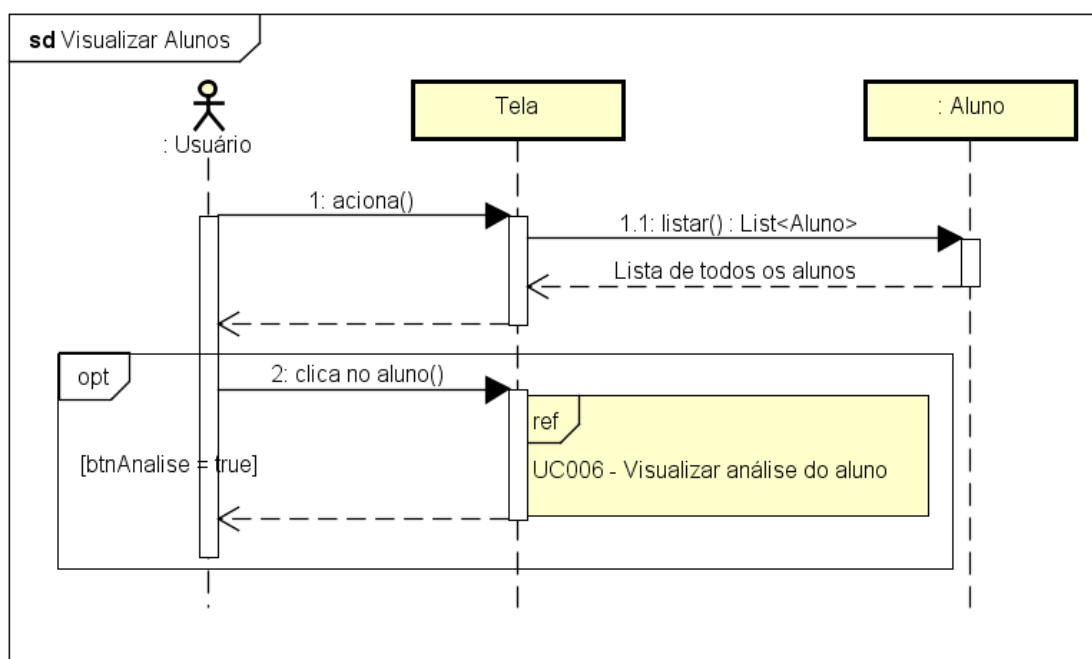 sd Visualizar Alunos
: Usuário
Tela
: Aluno
1: aciona()
1.1: listar() : List<Aluno>
Lista de todos os alunos
opt
2: clica no aluno()
ref
[btnAnalise = true]
UC006 - Visualizar análise do aluno